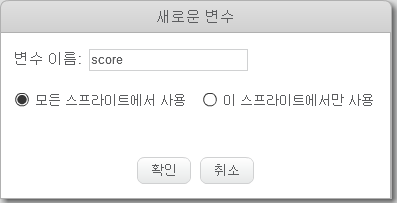 새로운 변수
변수 이름: score
모든 스프라이트에서 사용 이 스프라이트에서만 사용
확인 취소